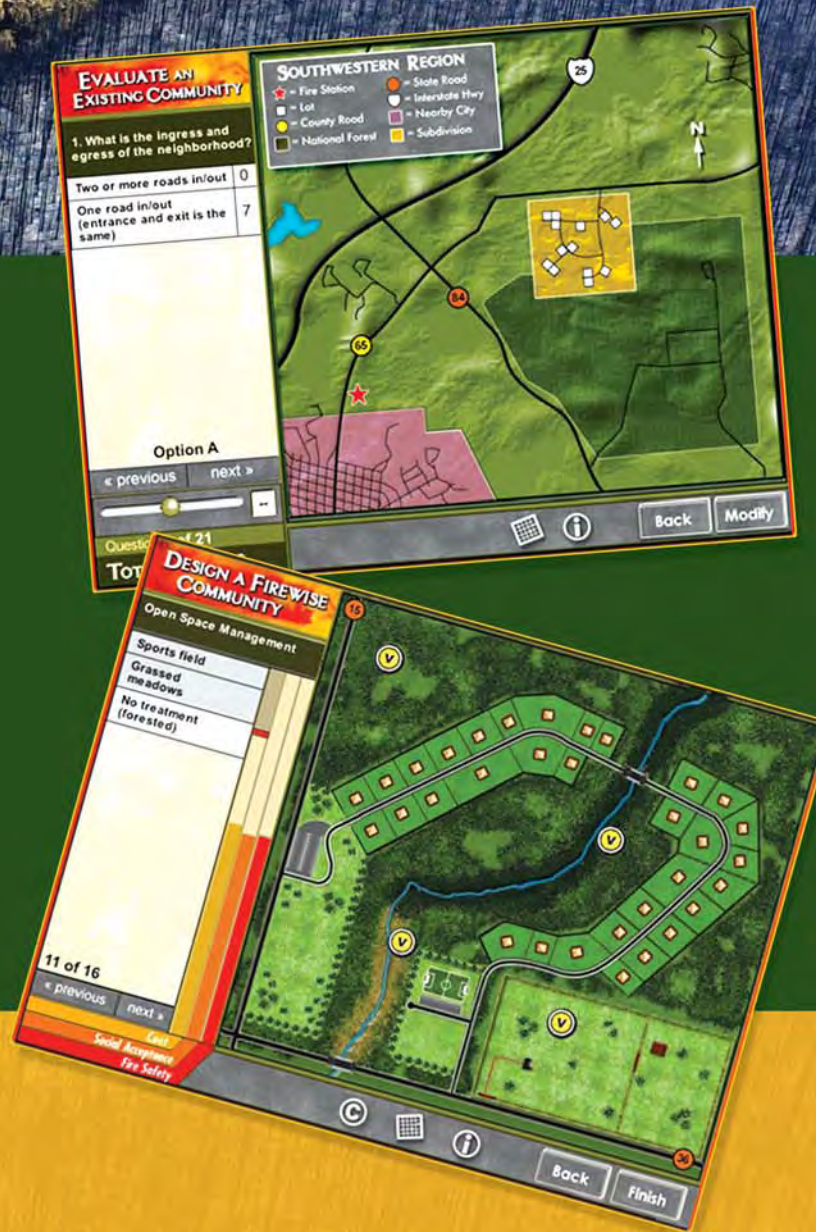 EVALUATE AN
EXISTING COMMUNITY
1. What is the ingress and
egress of the neighborhood?
Two or more roads in/out 0
One road in/out
(entrance and exit is the
same) 7
Option A
« previous next »
--
of 21
SOUTHWESTERN REGION
= Fire Station
= Lot
= County Road
= National Forest
= State Road
= Interstate Hwy
= Nearby City
= Subdivision
25
N
84
65
i
Back
Modify
DESIGN A FIREWISE
COMMUNITY
Open Space Management
Sports field
Grassed
meadows
No treatment
(forested)
11 of 16
« previous next »
Cost
Social Acceptance
Fire Safety
15
V
V
V
V
36
C
i
Back
Finish